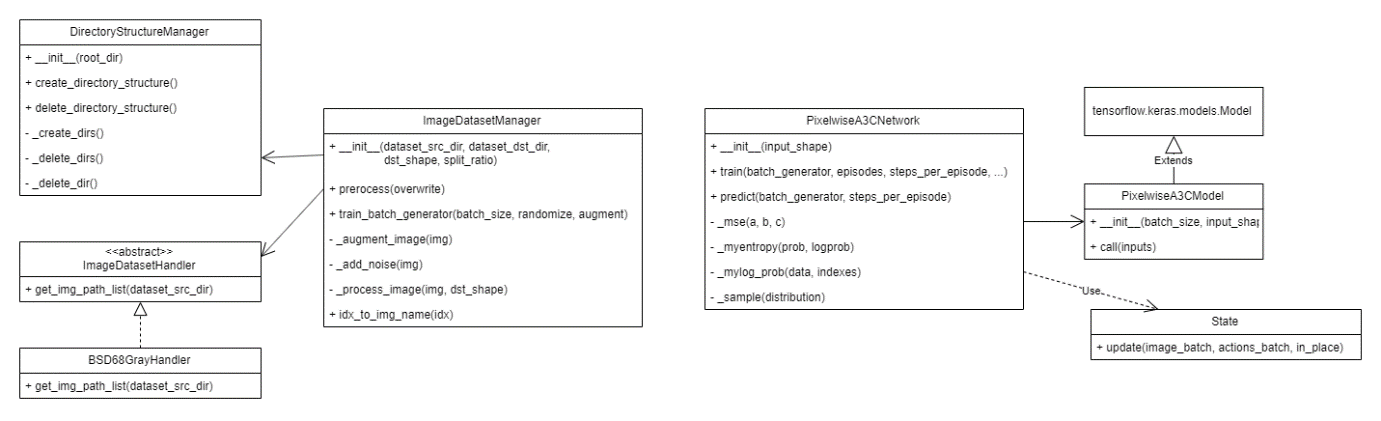 DirectoryStructureManager
+ __init__(root_dir)
+ create_directory_structure()
+ delete_directory_structure()
- _create_dirs()
- _delete_dirs()
- _delete_dir()
<<abstract>>
ImageDatasetHandler
+ get_img_path_list(dataset_src_dir)
BSD68GrayHandler
+ get_img_path_list(dataset_src_dir)
ImageDatasetManager
+ __init__(dataset_src_dir, dataset_dst_dir,
dst_shape, split_ratio)
+ prerocess(overwrite)
+ train_batch_generator(batch_size, randomize, augment)
- _augment_image(img)
- _add_noise(img)
- _process_image(img, dst_shape)
+ idx_to_img_name(idx)
PixelwiseA3CNetwork
+ __init__(input_shape)
+ train(batch_generator, episodes, steps_per_episode, ...)
+ predict(batch_generator, steps_per_episode)
- _mse(a, b, c)
- _myentropy(prob, logprob)
- _mylog_prob(data, indexes)
- _sample(distribution)
tensorflow.keras.models.Model
Extends
PixelwiseA3CModel
+ __init__(batch_size, input_shap
+ call(inputs)
Use
State
+ update(image_batch, actions_batch, in_place)